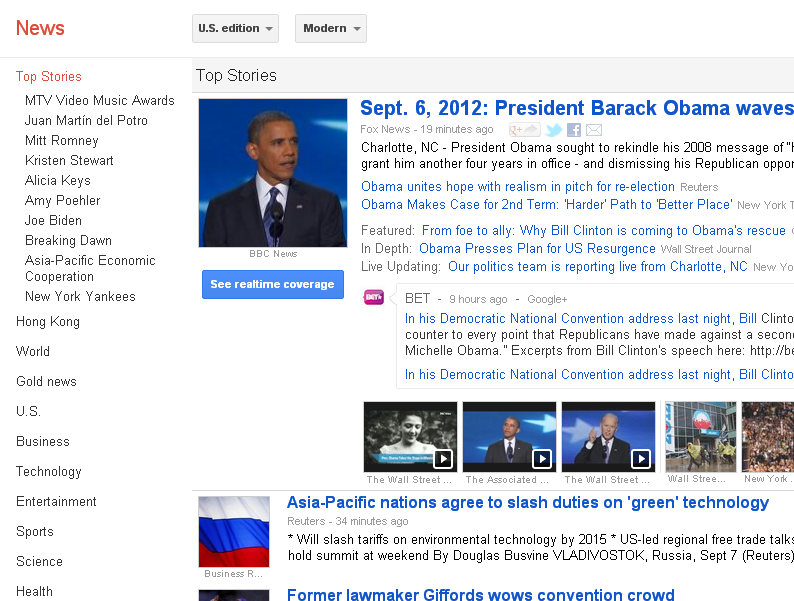 News
U.S. edition
Modern
Top Stories
MTV Video Music Awards
Juan Martín del Potro
Mitt Romney
Kristen Stewart
Alicia Keys
Amy Poehler
Joe Biden
Breaking Dawn
Asia-Pacific Economic
Cooperation
New York Yankees
Hong Kong
World
Gold news
U.S.
Business
Technology
Entertainment
Sports
Science
Health
Top Stories
BBC News
See realtime coverage
Sept. 6, 2012: President Barack Obama waves
Fox News - 19 minutes ago
Charlotte, NC - President Obama sought to rekindle his 2008 message of
grant him another four years in office - and dismissing his Republican
Obama unites hope with realism in pitch for re-election Reuters
Obama Makes Case for 2nd Term: 'Harder' Path to 'Better Place' New York
Featured: From foe to ally: Why Bill Clinton is coming to Obama's rescue
In Depth: Obama Presses Plan for US Resurgence Wall Street Journal
Live Updating: Our politics team is reporting live from Charlotte, NC New
BET
BET - 9 hours ago - Google+
In his Democratic National Convention address last night, Bill Clinto
counter to every point that Republicans have made against a
Michelle Obama." Excerpts from Bill Clinton's speech here:
In his Democratic National Convention address last night, Bill Clinto
The Wall Street ...
The Associated ...
The Wall Street ...
Wall Stree...
New York
Asia-Pacific nations agree to slash duties on 'green' technology
Reuters - 34 minutes ago
* Will slash tariffs on environmental technology by 2015 * US-led regional free trade talks
hold summit at weekend By Douglas Busvine VLADIVOSTOK, Russia, Sept 7 (Reuters)
Business R...
Former lawmaker Giffords wows convention crowd